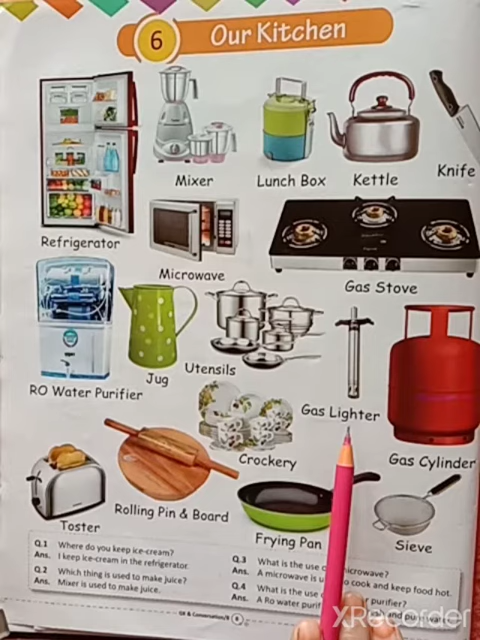 6 Our Kitchen
Mixer
Lunch Box
Kettle
Knife
Refrigerator
Microwave
Gas Stove
RO Water Purifier
Jug
Utensils
Gas Lighter
Gas Cylinder
Crockery
Toster
Rolling Pin & Board
Frying Pan
Sieve
Q.1 Where do you keep ice-cream?
Ans. I keep ice-cream in the refrigerator.
Q.2 Which thing is used to make juice?
Ans. Mixer is used to make juice.
Q.3 What is the use microwave?
Ans. A microwave is to cook and keep food hot.
Q.4 What is the use purifier?
Ans. A Ro water
GK & Conversation/B 8
XRecorder